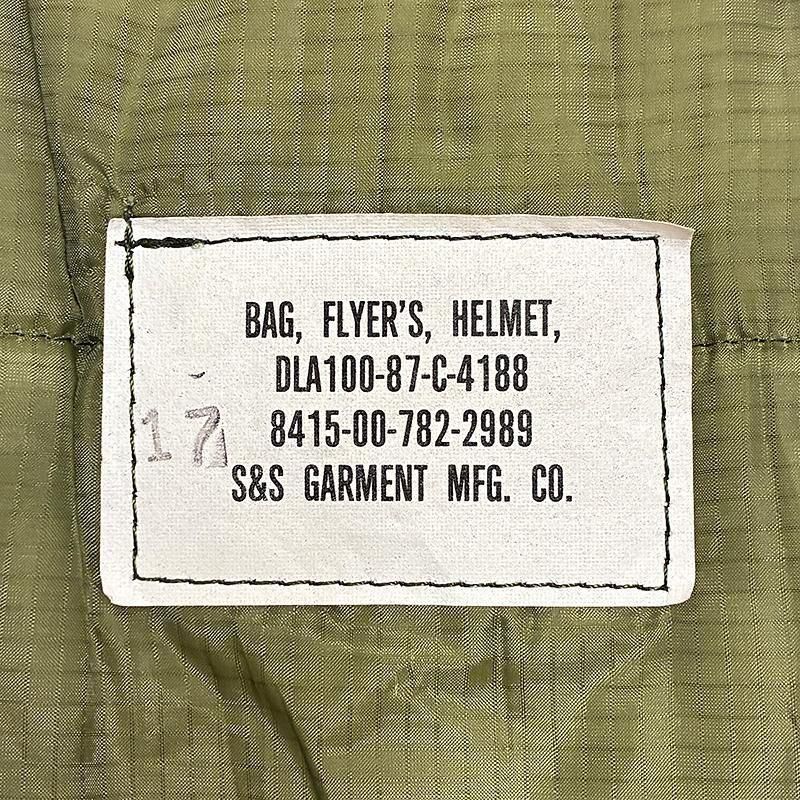 BAG, FLYER'S, HELMET,
DLA100-87-C-4188
17
8415-00-782-2989
S&S GARMENT MFG. CO.